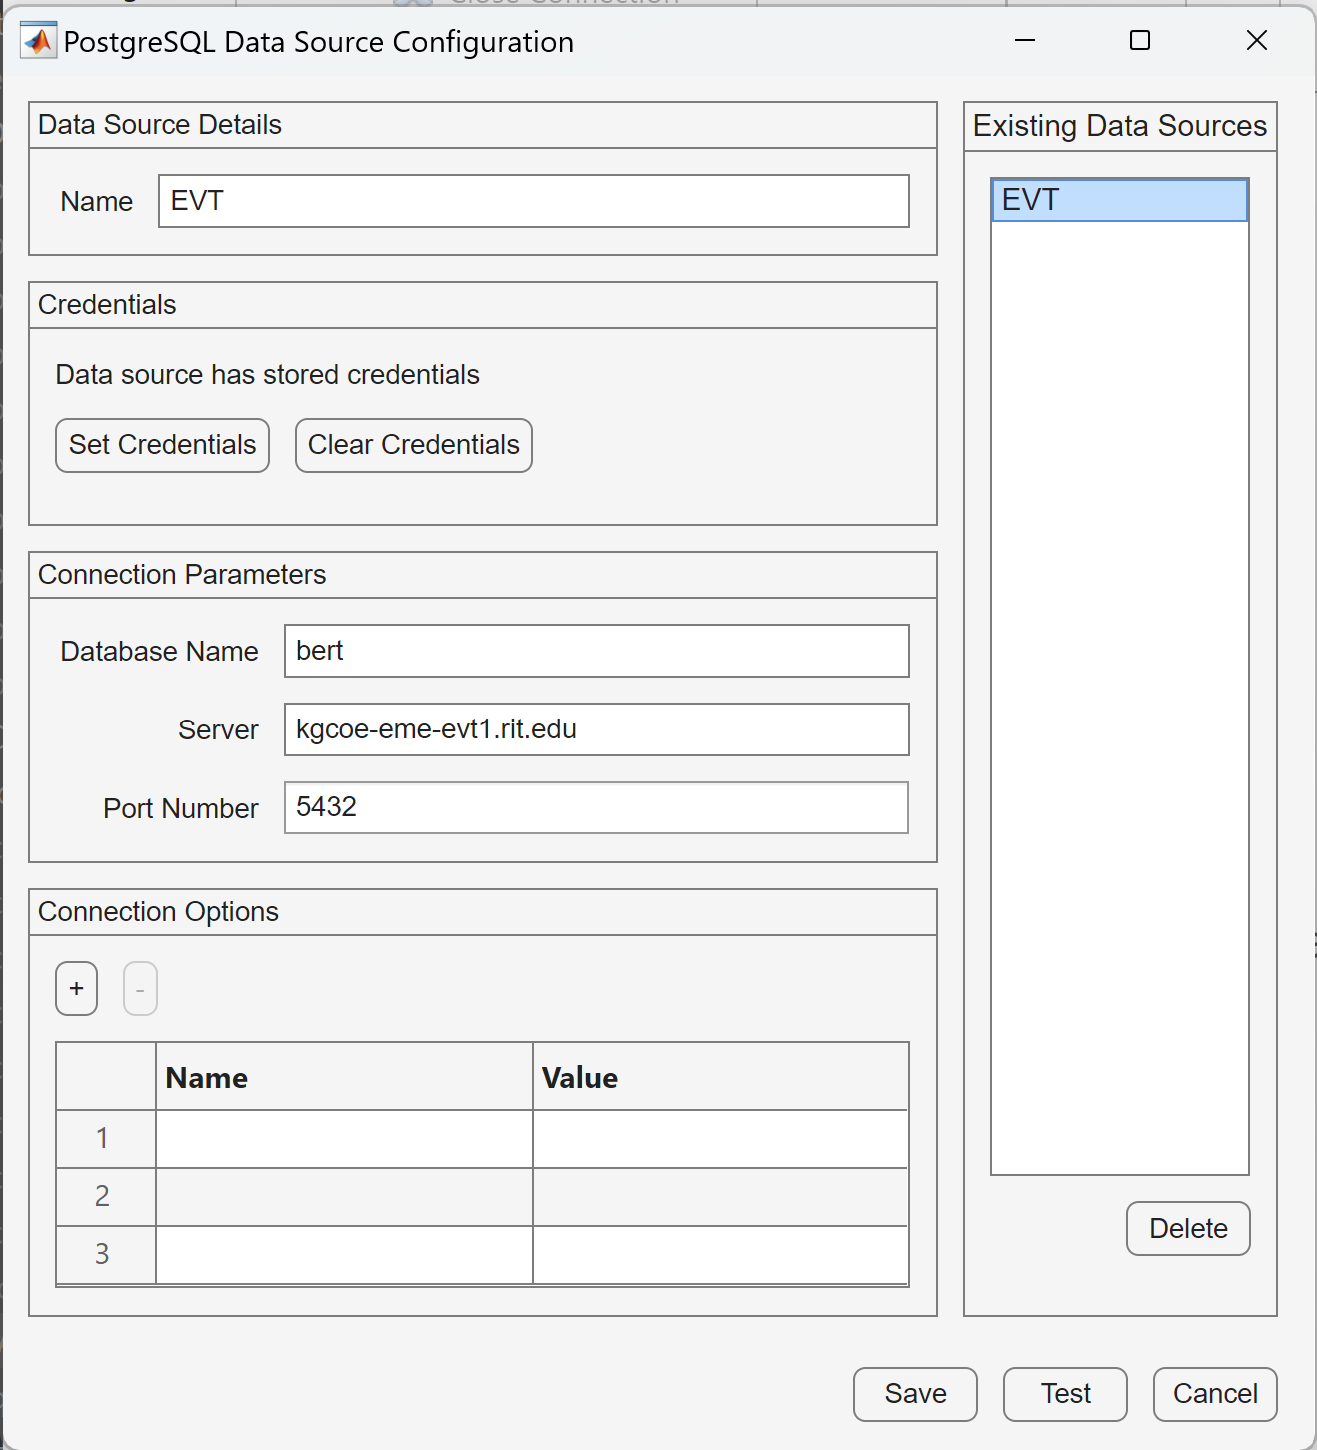 PostgreSQL Data Source Configuration
Data Source Details
Name EVT
Credentials
Data source has stored credentials
Set Credentials Clear Credentials
Connection Parameters
Database Name bert
Server kgcoe-eme-evt1.rit.edu
Port Number 5432
Connection Options
+ -
Name Value
1
2
3
Existing Data Sources
EVT
Delete
Save Test Cancel